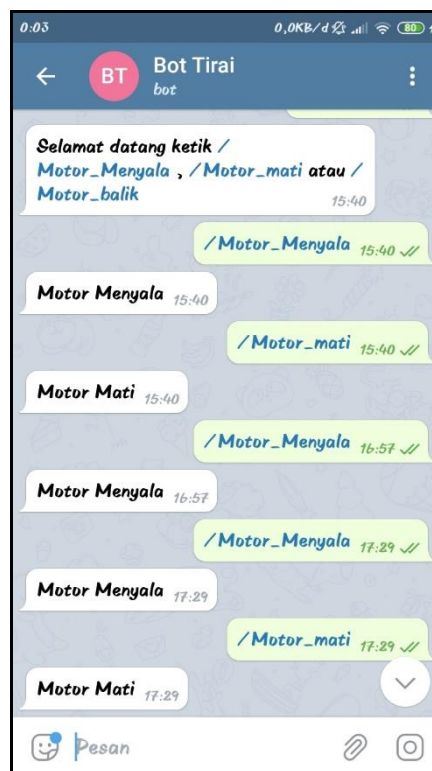 0:03 0,0KB/d 80
BT Bot Tirai
bot
Selamat datang ketik /
Motor_Menyala , /Motor_mati atau /
Motor_balik
15:40
/Motor_Menyala 15:40
Motor Menyala 15:40
/Motor_mati 15:40
Motor Mati 15:40
/Motor_Menyala 16:57
Motor Menyala 16:57
/Motor_Menyala 17:29
Motor Menyala 17:29
/Motor_mati 17:29
Motor Mati 17:29
Pesan